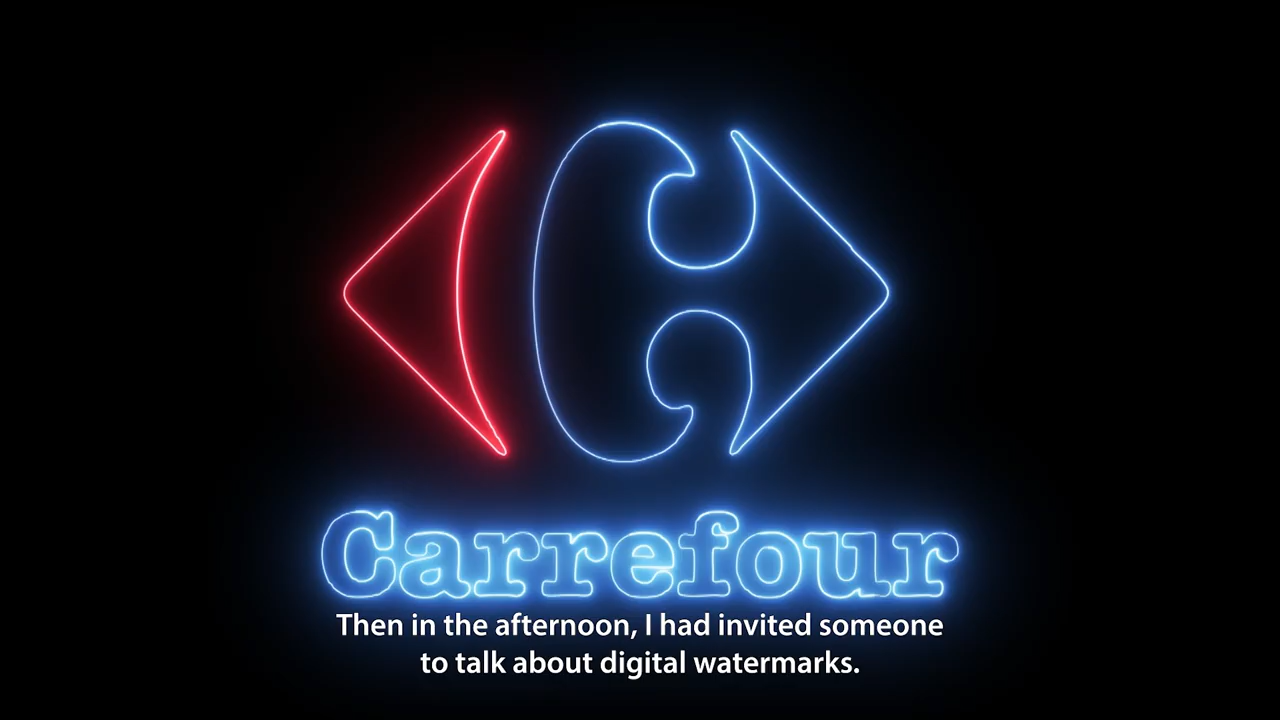 Carrefour
Then in the afternoon, I had invited someone
to talk about digital watermarks.